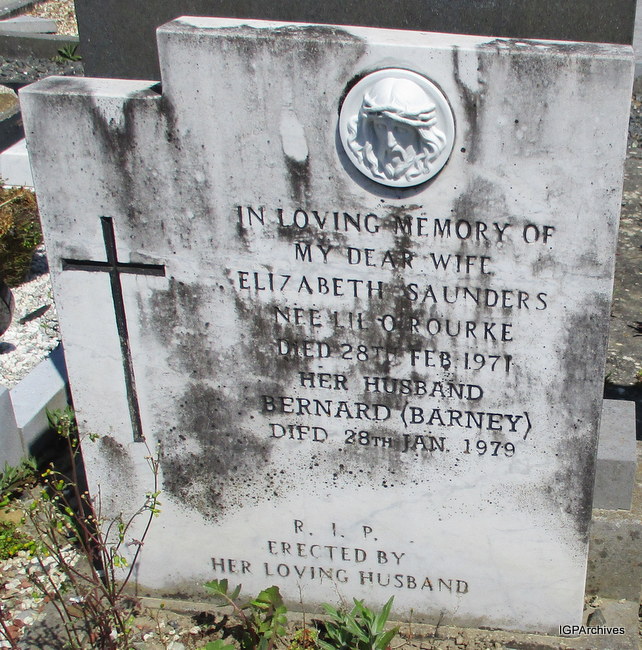 IN LOVING MEMORY OF
MY DEAR WIFE
ELIZABETH SAUNDERS
NEE LIL O'ROURKE
DIED 28TH FEB 1971
HER HUSBAND
BERNARD (BARNEY)
DIED 28TH JAN. 1979
R. I. P.
ERECTED BY
HER LOVING HUSBAND
IGPArchives